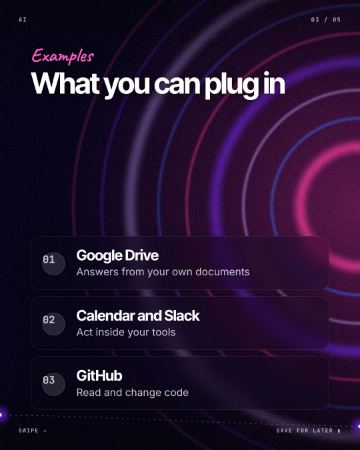 AI
03 / 05
Examples
What you can plug in
01
Google Drive
Answers from your own documents
02
Calendar and Slack
Act inside your tools
03
GitHub
Read and change code
SWIPE →
SAVE FOR LATER